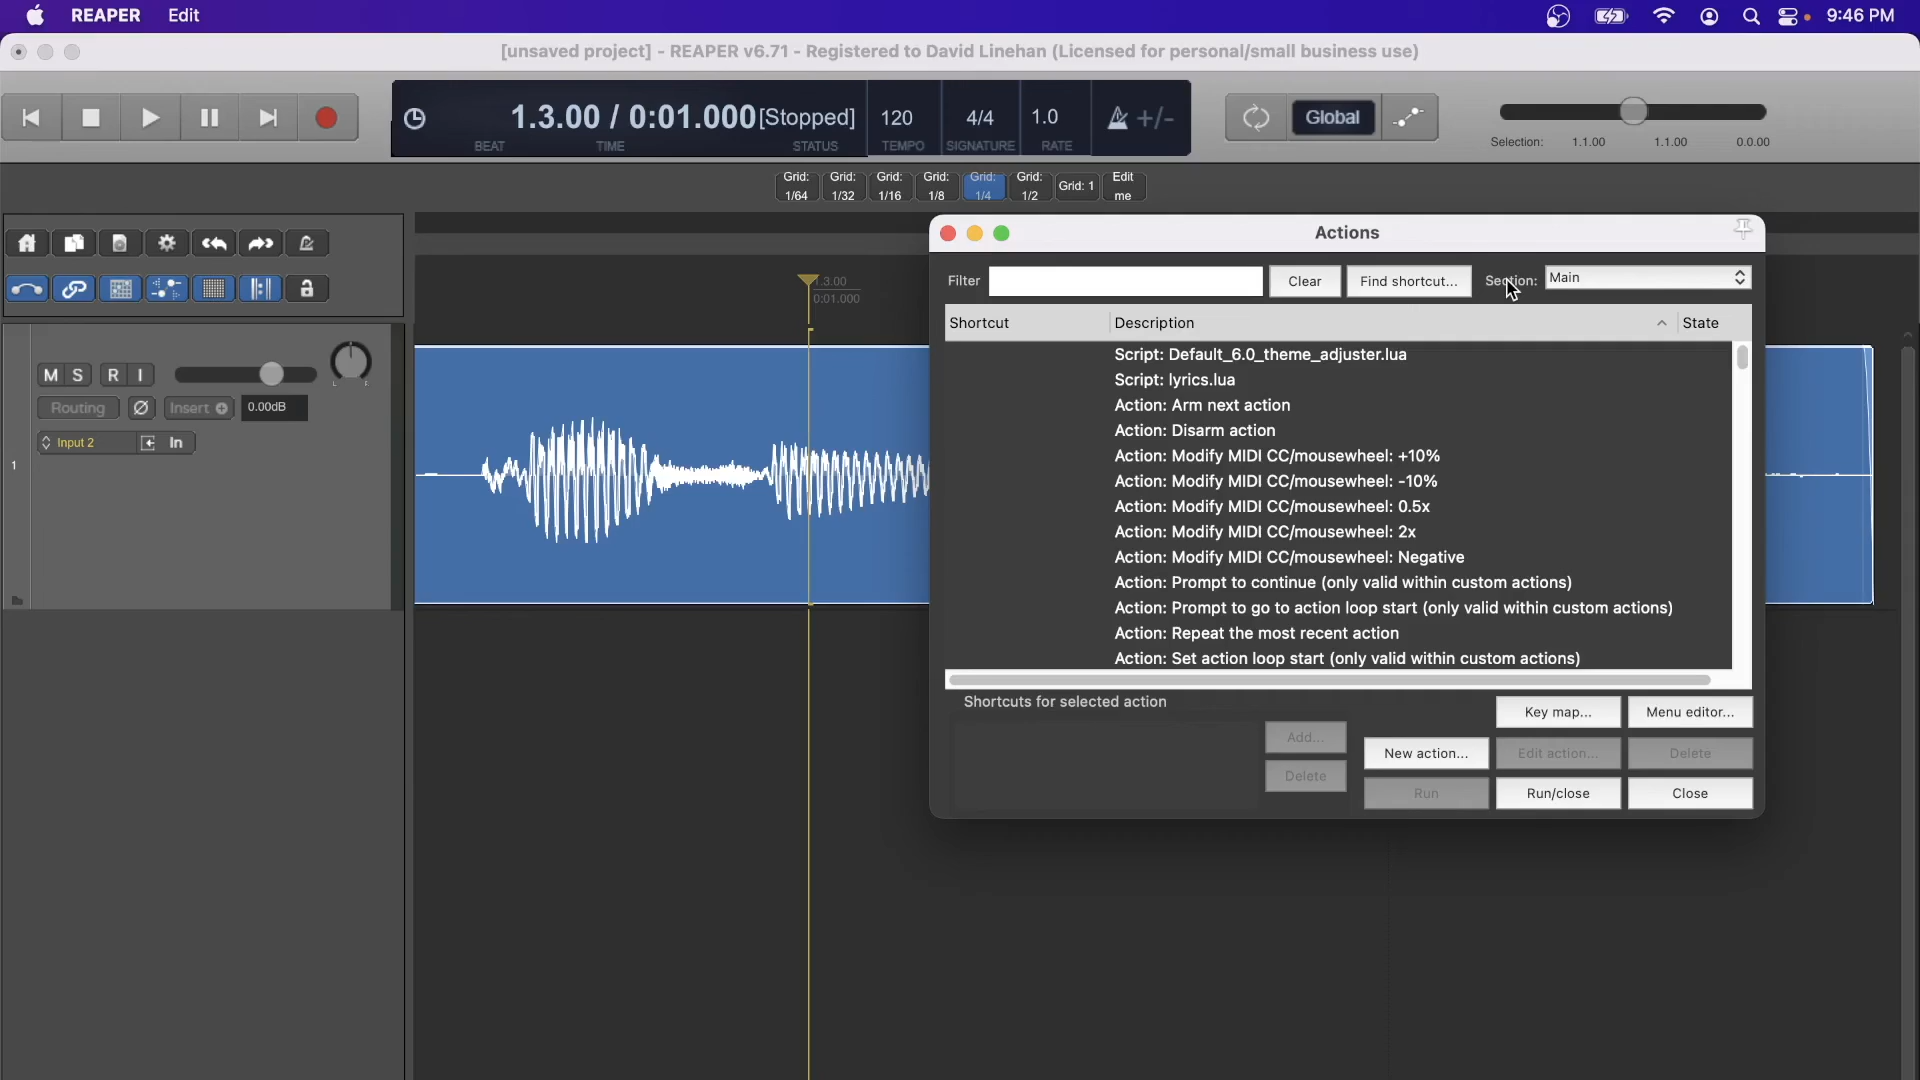 REAPER Edit 9:46 PM
[unsaved project] - REAPER v6.71 - Registered to David Linehan (Licensed for personal/small business use)
1.3.00 / 0:01.000 [Stopped] 120 4/4 1.0 +/-
BEAT TIME STATUS TEMPO SIGNATURE RATE
Global
Selection: 1.1.00 1.1.00 0.0.00
Grid: 1/64
Grid: 1/32
Grid: 1/16
Grid: 1/8
Grid: 1/4
Grid: 1/2
Grid: 1
Edit me
1.3.00
0:01.000
M S R I
L R
Routing Ø Insert 0.00dB
Input 2 In
1
Actions
Filter Clear Find shortcut... Section: Main
Shortcut Description State
Script: Default_6.0_theme_adjuster.lua
Script: lyrics.lua
Action: Arm next action
Action: Disarm action
Action: Modify MIDI CC/mousewheel: +10%
Action: Modify MIDI CC/mousewheel: -10%
Action: Modify MIDI CC/mousewheel: 0.5x
Action: Modify MIDI CC/mousewheel: 2x
Action: Modify MIDI CC/mousewheel: Negative
Action: Prompt to continue (only valid within custom actions)
Action: Prompt to go to action loop start (only valid within custom actions)
Action: Repeat the most recent action
Action: Set action loop start (only valid within custom actions)
Shortcuts for selected action
Key map... Menu editor...
Add...
New action... Edit action... Delete
Delete
Run Run/close Close